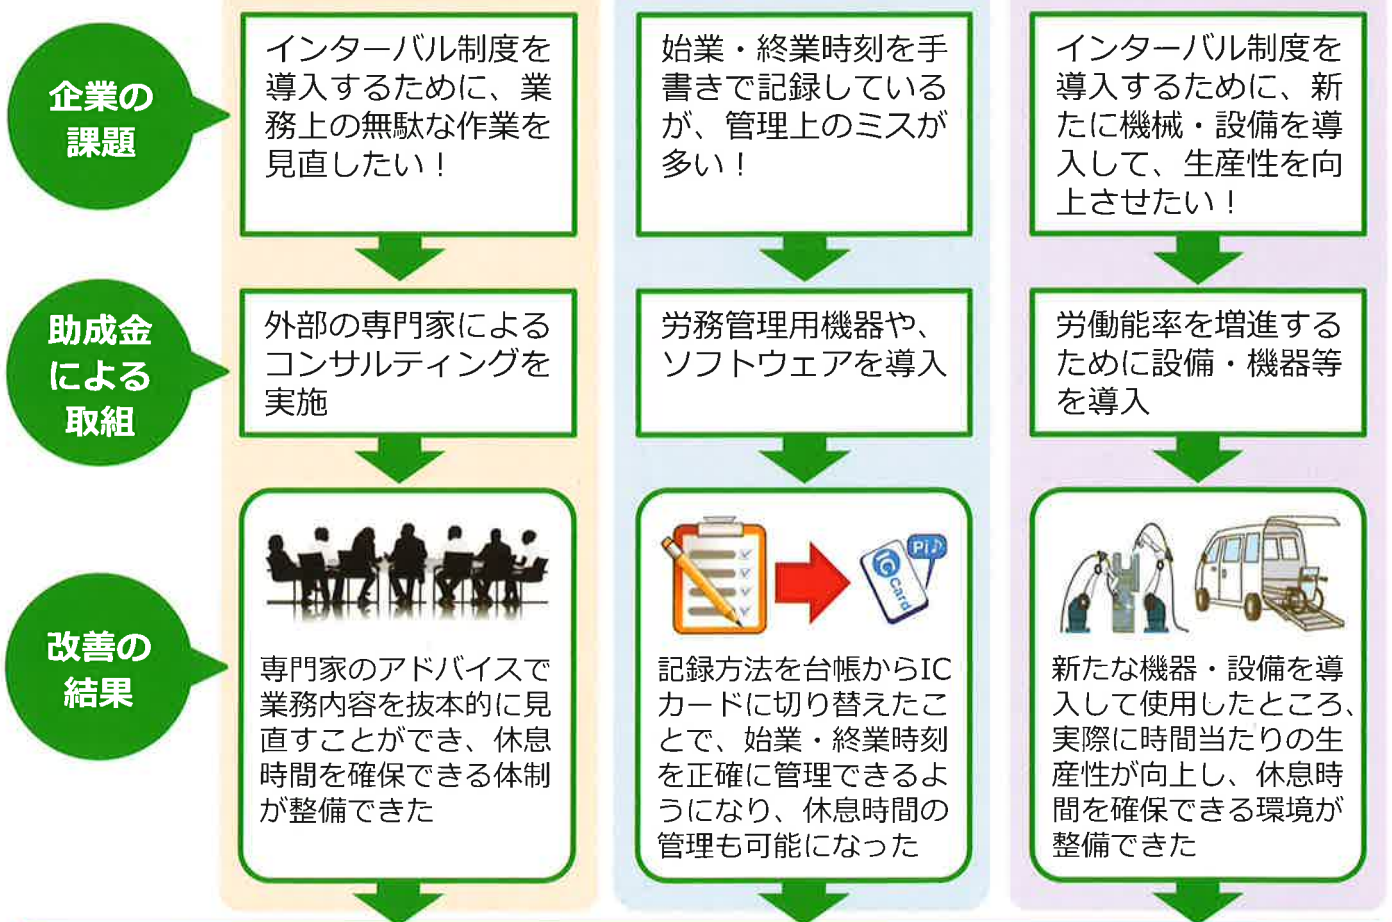 企業の
課題
インターバル制度を
導入するために、業
務上の無駄な作業を
見直したい！
始業・終業時刻を手
書きで記録している
が、管理上のミスが
多い！
インターバル制度を
導入するために、新
たに機械・設備を導
入して、生産性を向
上させたい！
助成金
による
取組
外部の専門家による
コンサルティングを
実施
労務管理用機器や、
ソフトウェアを導入
労働能率を増進する
ために設備・機器等
を導入
改善の
結果
専門家のアドバイスで
業務内容を抜本的に見
直すことができ、休息
時間を確保できる体制
が整備できた
Pi♪
IC
Card
記録方法を台帳からIC
カードに切り替えたこ
とで、始業・終業時刻
を正確に管理できるよ
うになり、休息時間の
管理も可能になった
新たな機器・設備を導
入して使用したところ、
実際に時間当たりの生
産性が向上し、休息時
間を確保できる環境が
整備できた